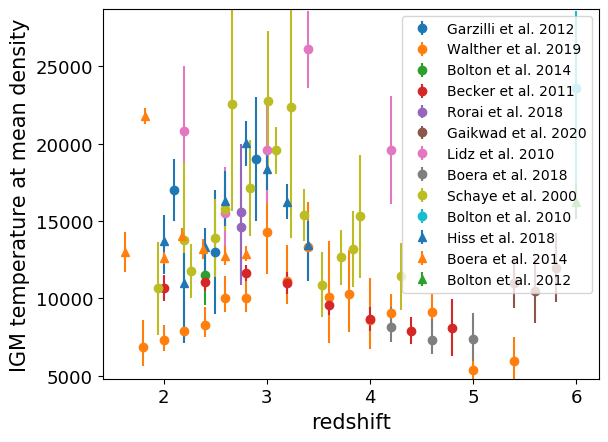 IGM temperature at mean density
25000
20000
15000
10000
5000
2
3
4
5
6
redshift
Garzilli et al. 2012
Walther et al. 2019
Bolton et al. 2014
Becker et al. 2011
Rorai et al. 2018
Gaikwad et al. 2020
Lidz et al. 2010
Boera et al. 2018
Schaye et al. 2000
Bolton et al. 2010
Hiss et al. 2018
Boera et al. 2014
Bolton et al. 2012